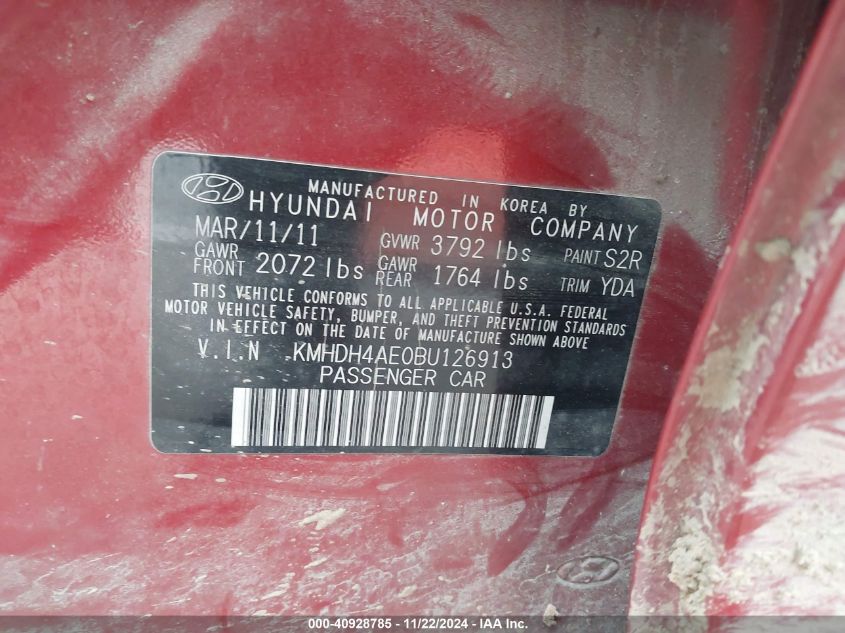 MANUFACTURED IN KOREA BY
HYUNDAI MOTOR COMPANY
MAR/11/11 GVWR 3792 lbs PAINT S2R
GAWR FRONT 2072 lbs GAWR REAR 1764 lbs TRIM YDA
THIS VEHICLE CONFORMS TO ALL APPLICABLE U.S.A. FEDERAL
MOTOR VEHICLE SAFETY, BUMPER, AND THEFT PREVENTION STANDARDS
IN EFFECT ON THE DATE OF MANUFACTURE SHOWN ABOVE
V.I.N KMHDH4AE0BU126913
PASSENGER CAR
000-40928785 - 11/22/2024 - IAA Inc.